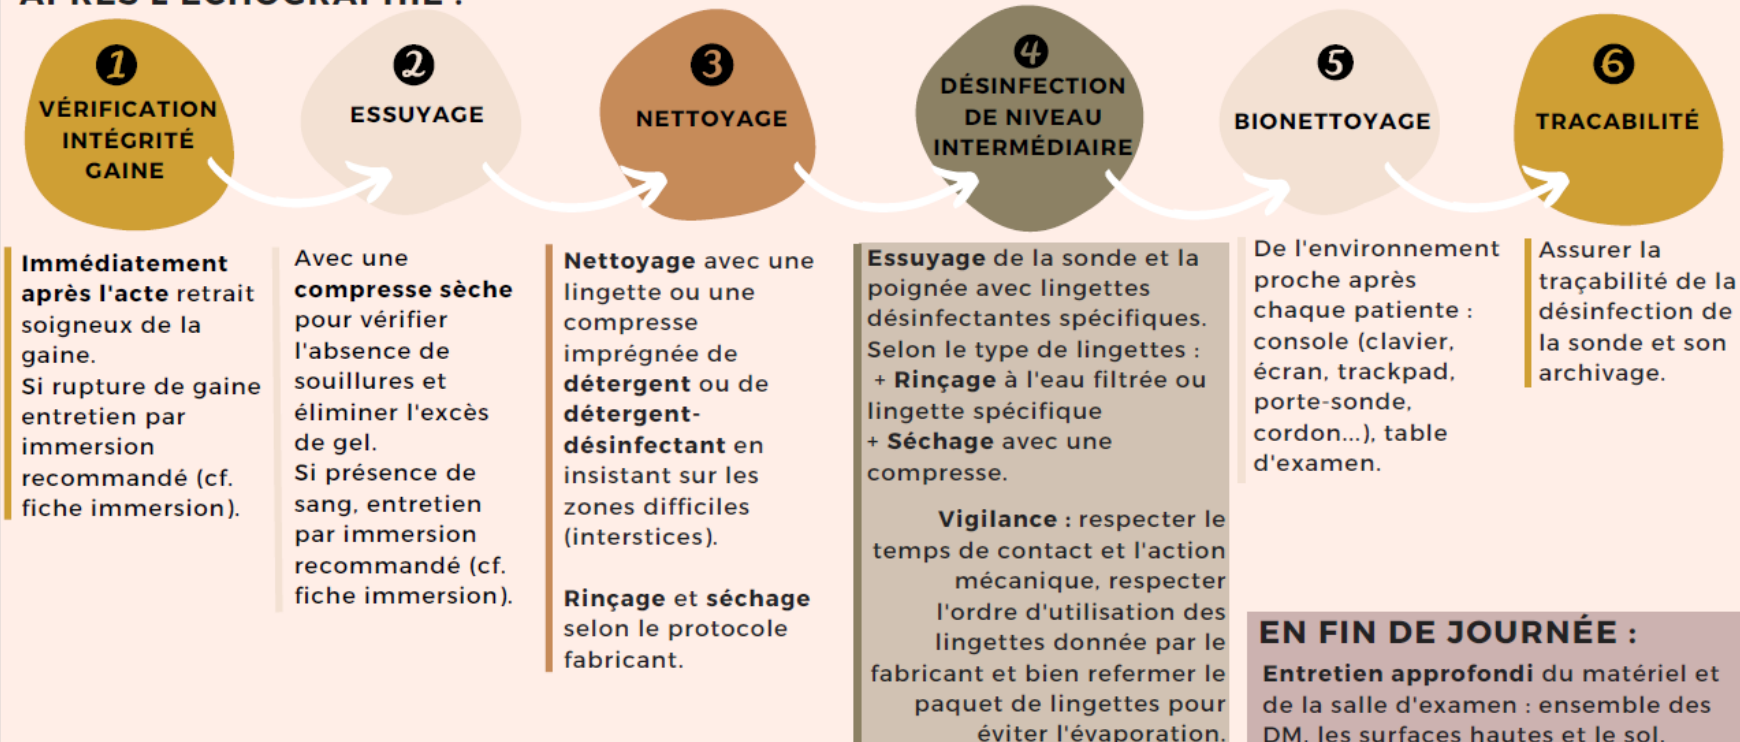 APRÈS L'ÉCHOGRAPHIE :
1
VÉRIFICATION
INTÉGRITÉ
GAINE
Immédiatement
après l'acte retrait
soigneux de la
gaine.
Si rupture de gaine
entretien par
immersion
recommandé (cf.
fiche immersion).
2
ESSUYAGE
Avec une
compresse sèche
pour vérifier
l'absence de
souillures et
éliminer l'excès
de gel.
Si présence de
sang, entretien
par immersion
recommandé (cf.
fiche immersion).
3
NETTOYAGE
Nettoyage avec une
lingette ou une
compresse
imprégnée de
détergent ou de
détergent-
désinfectant en
insistant sur les
zones difficiles
(interstices).
Rinçage et séchage
selon le protocole
fabricant.
4
DÉSINFECTION
DE NIVEAU
INTERMÉDIAIRE
Essuyage de la sonde et la
poignée avec lingettes
désinfectantes spécifiques.
Selon le type de lingettes :
+ Rinçage à l'eau filtrée ou
lingette spécifique
+ Séchage avec une
compresse.
Vigilance : respecter le
temps de contact et l'action
mécanique, respecter
l'ordre d'utilisation des
lingettes donnée par le
fabricant et bien refermer le
paquet de lingettes pour
éviter l'évaporation.
5
BIONETTOYAGE
De l'environnement
proche après
chaque patiente :
console (clavier,
écran, trackpad,
porte-sonde,
cordon...), table
d'examen.
6
TRACABILITÉ
Assurer la
traçabilité de la
désinfection de
la sonde et son
archivage.
EN FIN DE JOURNÉE :
Entretien approfondi du matériel et
de la salle d'examen : ensemble des
DM, les surfaces hautes et le sol.